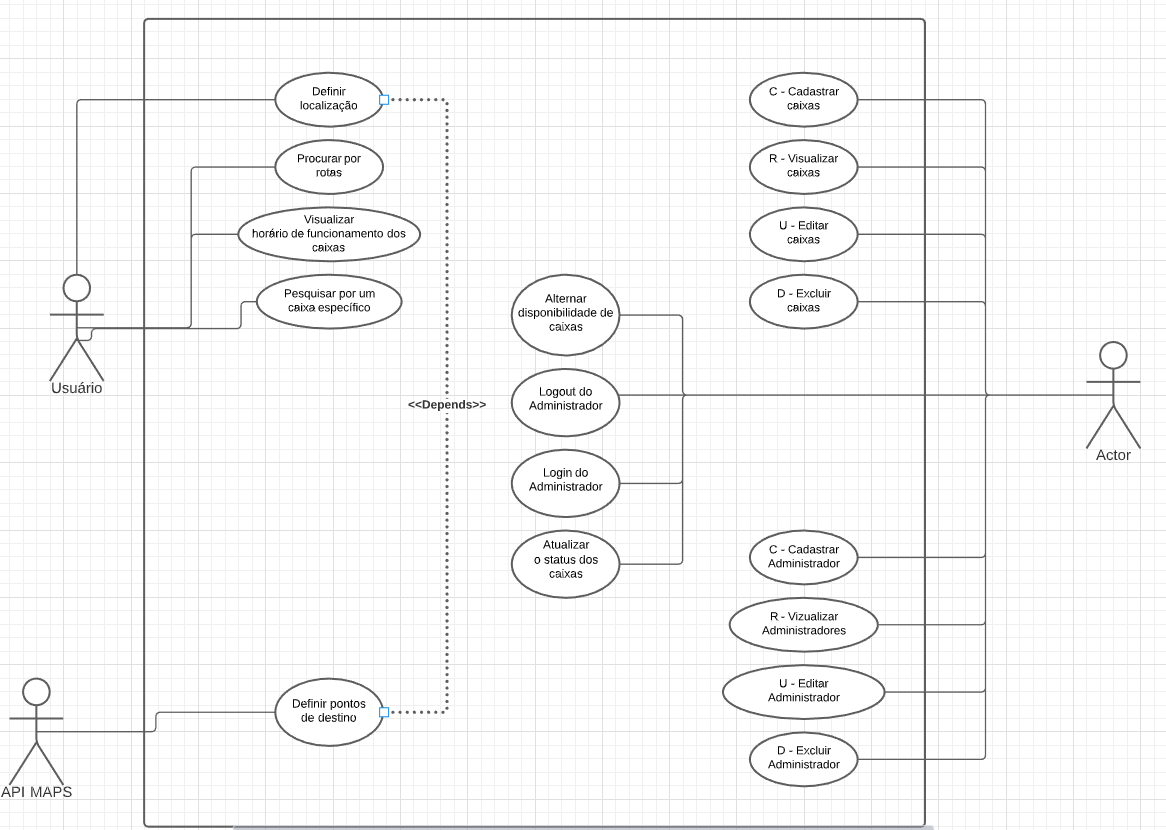 Definir
localização
Procurar por
rotas
Visualizar
horário de funcionamento dos
caixas
Pesquisar por um
caixa específico
Usuário
<<Depends>>
Definir pontos
de destino
API MAPS
Alternar
disponibilidade de
caixas
Logout do
Administrador
Login do
Administrador
Atualizar
o status dos
caixas
C - Cadastrar
caixas
R - Visualizar
caixas
U - Editar
caixas
D - Excluir
caixas
C - Cadastrar
Administrador
R - Vizualizar
Administradores
U - Editar
Administrador
D - Excluir
Administrador
Actor